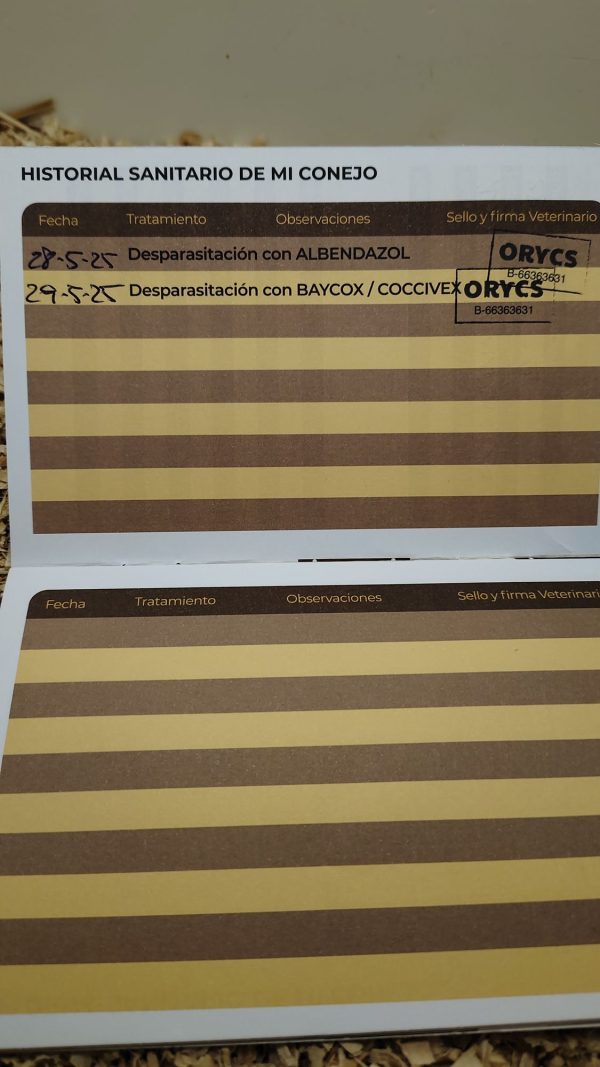 HISTORIAL SANITARIO DE MI CONEJO
Fecha Tratamiento Observaciones Sello y firma Veterinario
28-5-25 Desparasitación con ALBENDAZOL ORYCS
B-66363631
29-5-25 Desparasitación con BAYCOX / COCCIVEX ORYCS
B-66363631
Fecha Tratamiento Observaciones Sello y firma Veterinari